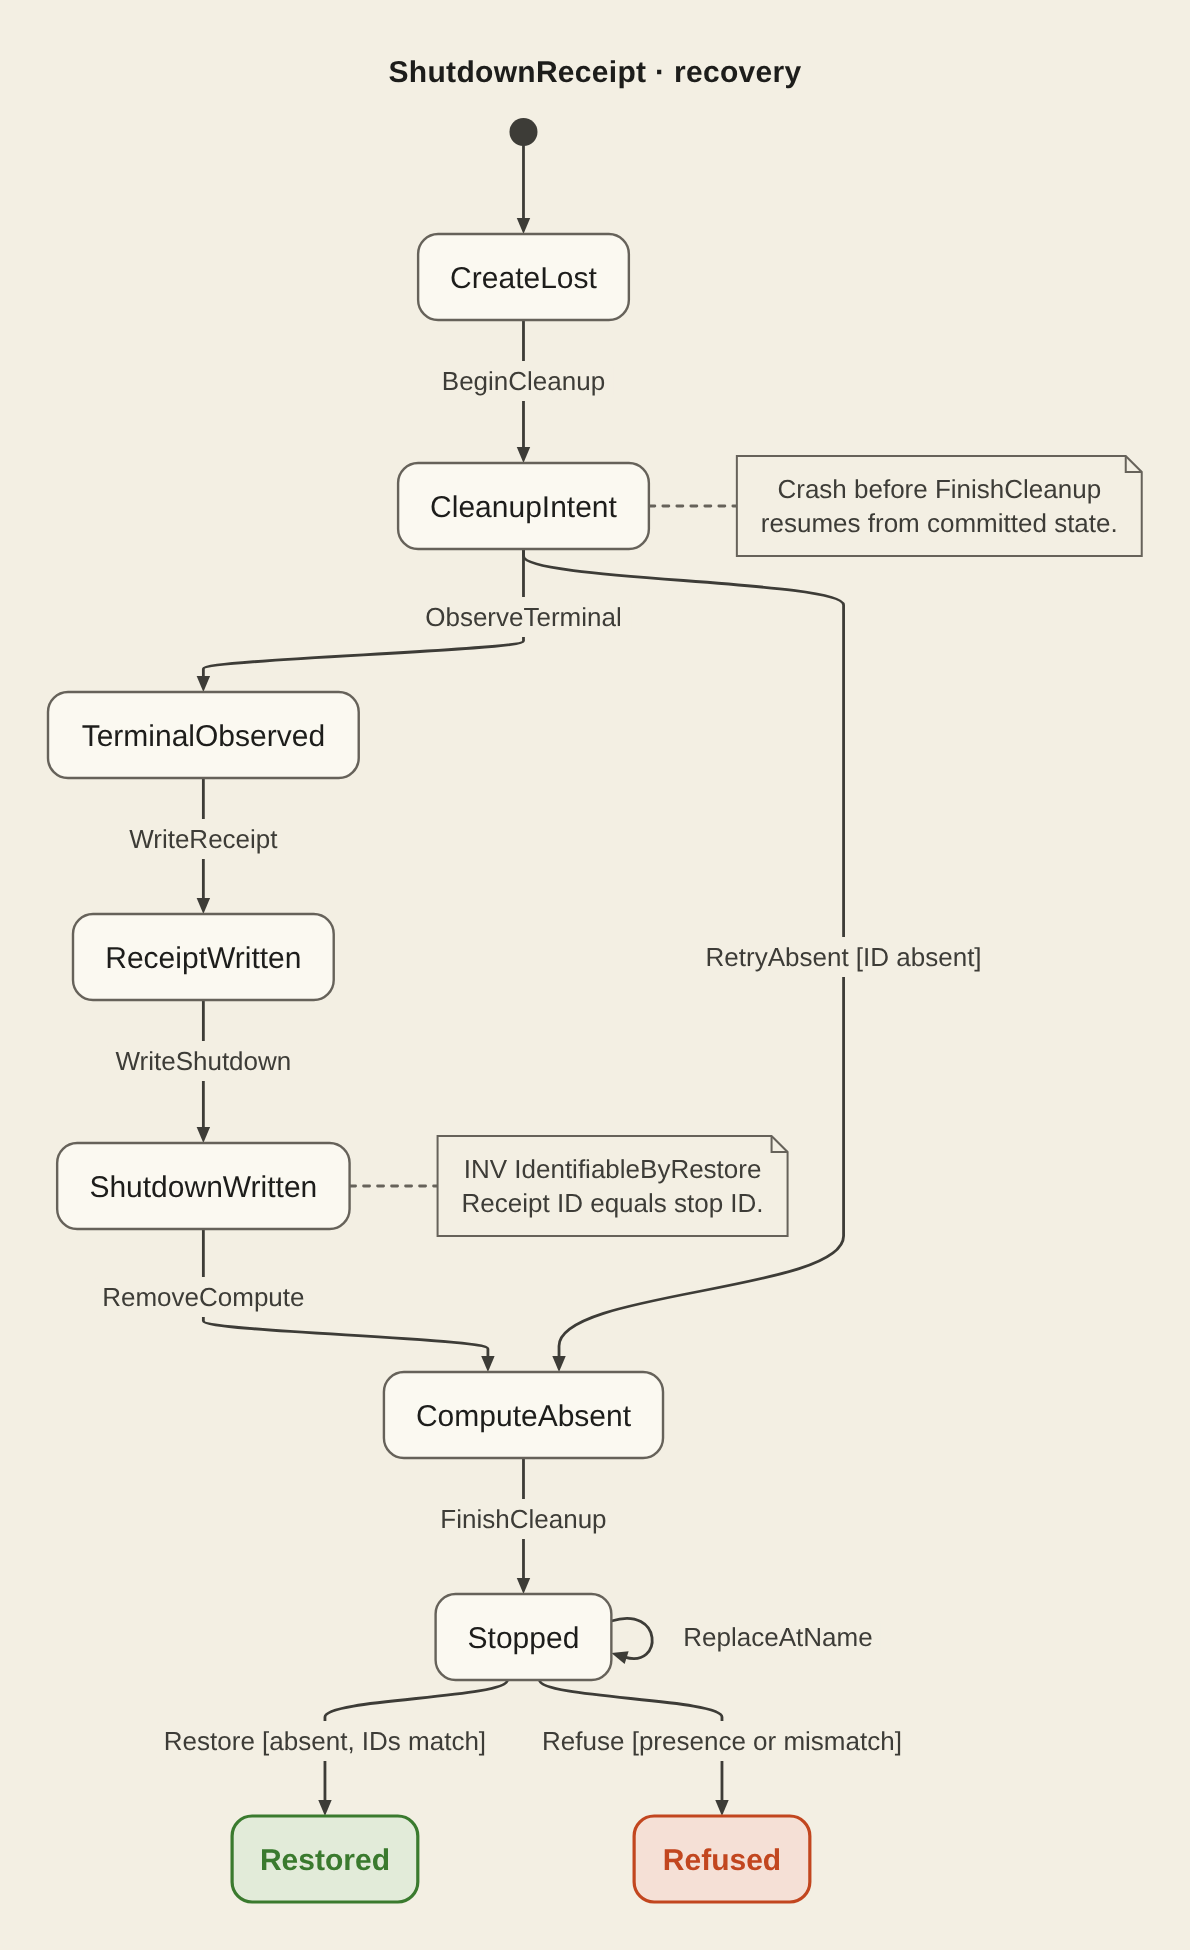 ShutdownReceipt · recovery
CreateLost
BeginCleanup
CleanupIntent
Crash before FinishCleanup
resumes from committed state.
ObserveTerminal
TerminalObserved
WriteReceipt
ReceiptWritten
RetryAbsent [ID absent]
WriteShutdown
ShutdownWritten
INV IdentifiableByRestore
Receipt ID equals stop ID.
RemoveCompute
ComputeAbsent
FinishCleanup
Stopped
ReplaceAtName
Restore [absent, IDs match]
Refuse [presence or mismatch]
Restored
Refused